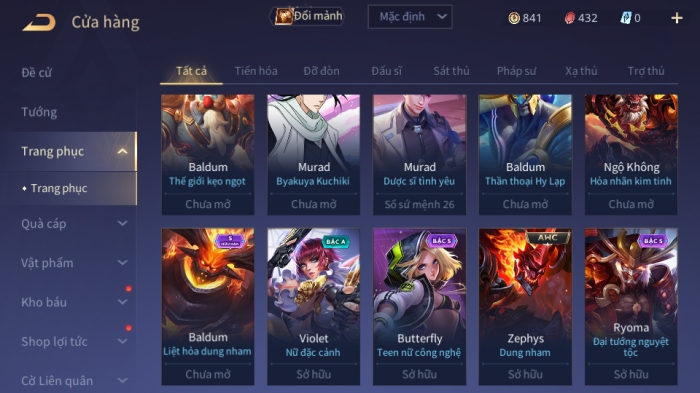 Cửa hàng
Đổi mảnh
Mặc định
841
432
0
Đề cử
Tướng
Trang phục
Trang phục
Quà cáp
Vật phẩm
Kho báu
Shop lợi tức
Cờ Liên quân
Tất cả
Tiến hóa
Đỡ đòn
Đấu sĩ
Sát thủ
Pháp sư
Xạ thủ
Trợ thủ
Baldum
Thế giới kẹo ngọt
Chưa mở
Murad
Byakuya Kuchiki
Chưa mở
Murad
Dược sĩ tình yêu
Sổ sứ mệnh 26
Baldum
Thần thoại Hy Lạp
Chưa mở
Ngộ Không
Hỏa nhãn kim tinh
Chưa mở
S
HỮU HẠN
Baldum
Liệt hỏa dung nham
Chưa mở
BẬC A
Violet
Nữ đặc cảnh
Sở hữu
BẬC S
Butterfly
Teen nữ công nghệ
Sở hữu
AWC
Zephys
Dung nham
Sở hữu
BẬC S
Ryoma
Đại tướng nguyệt
tộc
Sở hữu